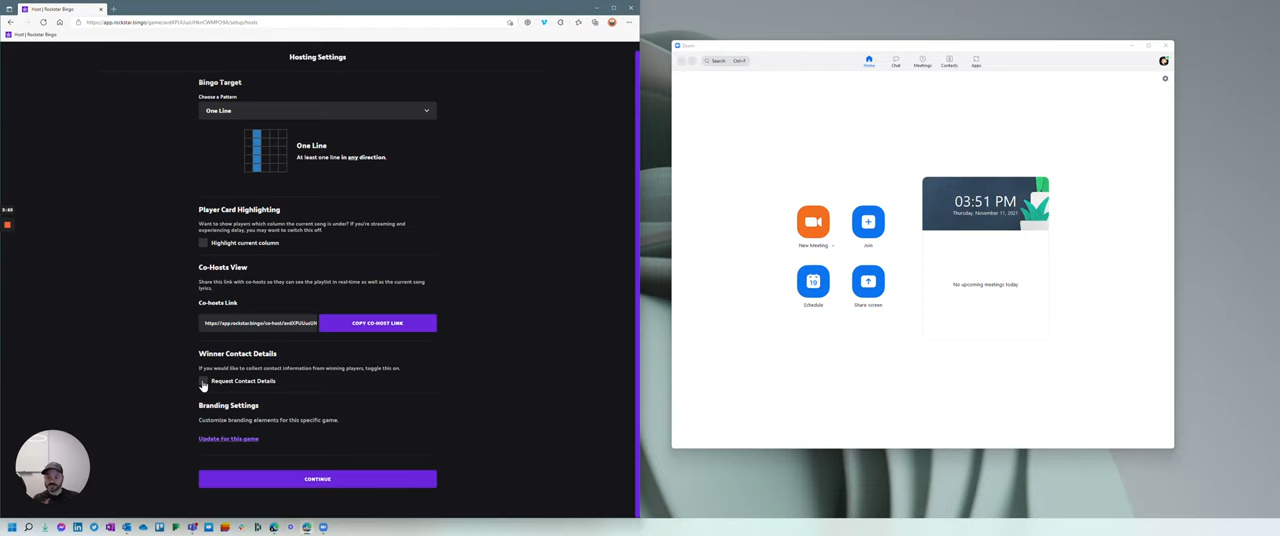 Host | Rockstar Bingo
Host | Rockstar Bingo
Hosting Settings
Bingo Target
Choose a Pattern
One Line
One Line
At least one line in any direction.
Player Card Highlighting
Want to show players which column the current song is under? If you're streaming and
experiencing delay, you may want to switch this off.
Highlight current column
Co-Hosts View
Share this link with co-hosts so they can see the playlist in real-time as well as the current song
lyrics.
Co-hosts Link
COPY CO-HOST LINK
Winner Contact Details
If you would like to collect contact information from winning players, toggle this on.
Request Contact Details
Branding Settings
Customize branding elements for this specific game.
Update for this game
CONTINUE
Zoom
Search Ctrl+F
Home
Chat
Meetings
Contacts
Apps
03:51 PM
Thursday, November 11, 2021
New Meeting
Join
19
Schedule
Share screen
No upcoming meetings today